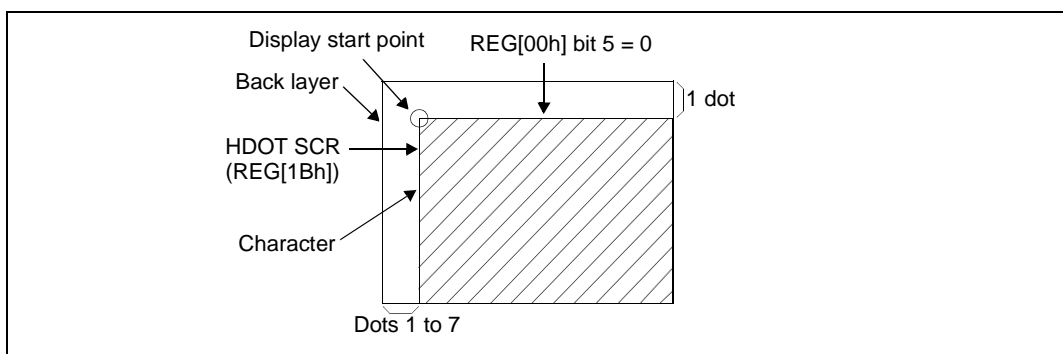 Display start point
REG[00h] bit 5 = 0
Back layer
1 dot
HDOT SCR
(REG[1Bh])
Character
Dots 1 to 7